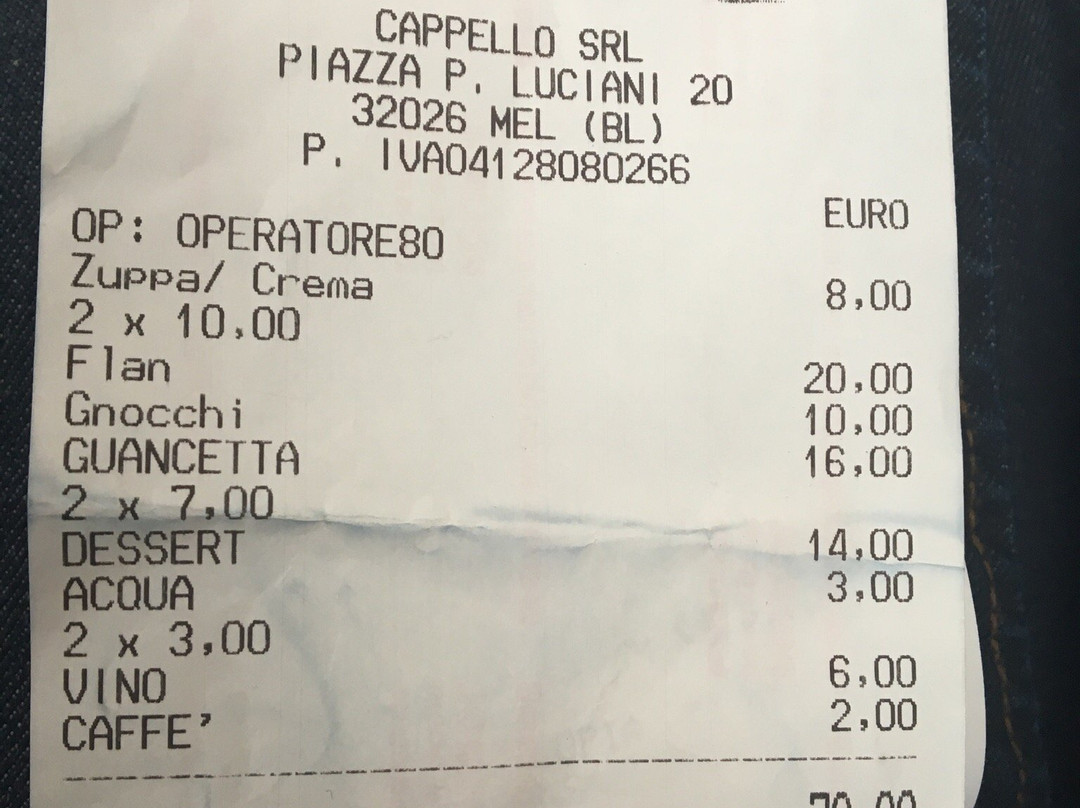 CAPPELLO SRL
PIAZZA P. LUCIANI 20
32026 MEL (BL)
P. IVA04128080266
EURO
OP: OPERATORE80
Zuppa/ Crema 8,00
2 x 10,00
Flan 20,00
Gnocchi 10,00
GUANCETTA 16,00
2 x 7,00
DESSERT 14,00
ACQUA 3,00
2 x 3,00
VINO 6,00
CAFFE' 2,00